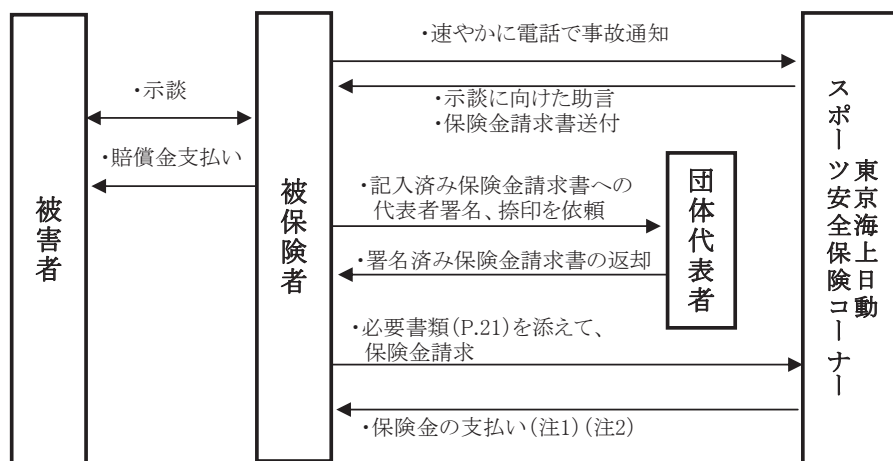 ・速やかに電話で事故通知
・示談
・示談に向けた助言
・保険金請求書送付
・賠償金支払い
・記入済み保険金請求書への
代表者署名、捺印を依頼
・署名済み保険金請求書の返却
・必要書類(P.21)を添えて、
保険金請求
・保険金の支払い(注1)(注2)
被害者
被保険者
団体代表者
東京海上日動
スポーツ安全保険コーナー